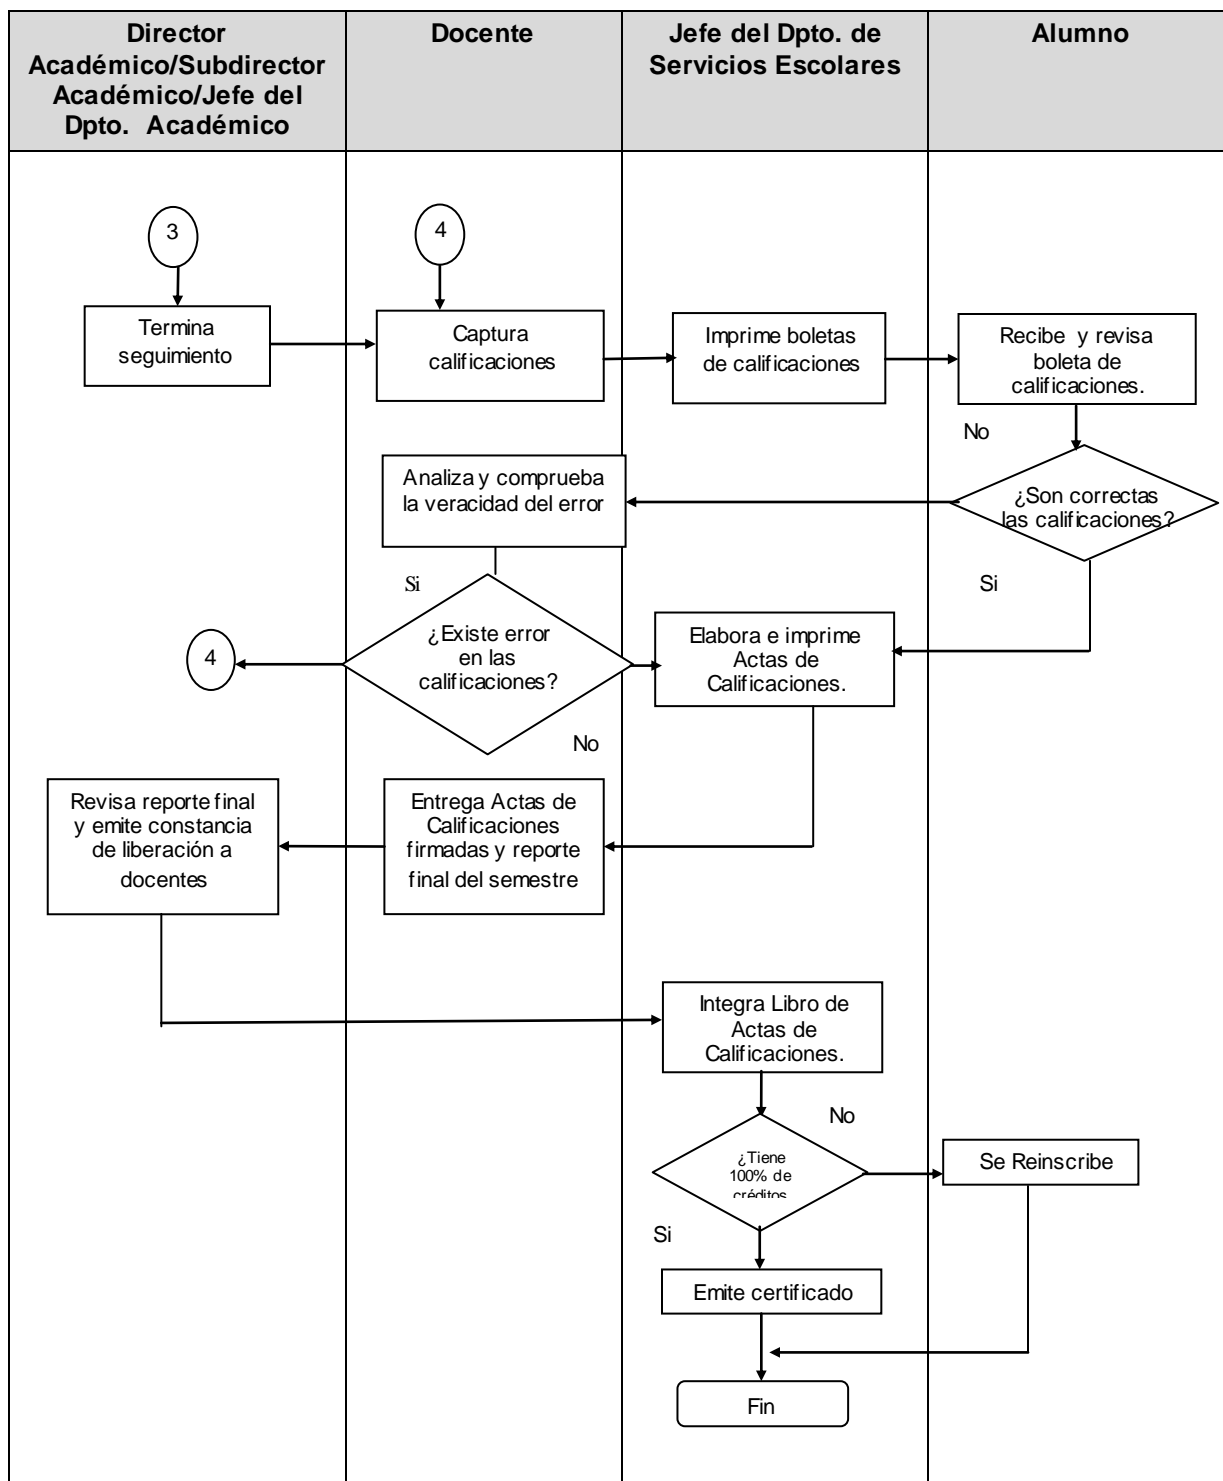 Director
Académico/Subdirector
Académico/Jefe del
Dpto. Académico
Docente
Jefe del Dpto. de
Servicios Escolares
Alumno
3
4
Termina
seguimiento
Captura
calificaciones
Imprime boletas
de calificaciones
Recibe y revisa
boleta de
calificaciones.
No
Analiza y comprueba
la veracidad del error
¿Son correctas
las calificaciones?
Si
Si
4
¿Existe error
en las
calificaciones?
Elabora e imprime
Actas de
Calificaciones.
No
Revisa reporte final
y emite constancia
de liberación a
docentes
Entrega Actas de
Calificaciones
firmadas y reporte
final del semestre
Integra Libro de
Actas de
Calificaciones.
No
¿Tiene
100% de
créditos
Se Reinscribe
Si
Emite certificado
Fin